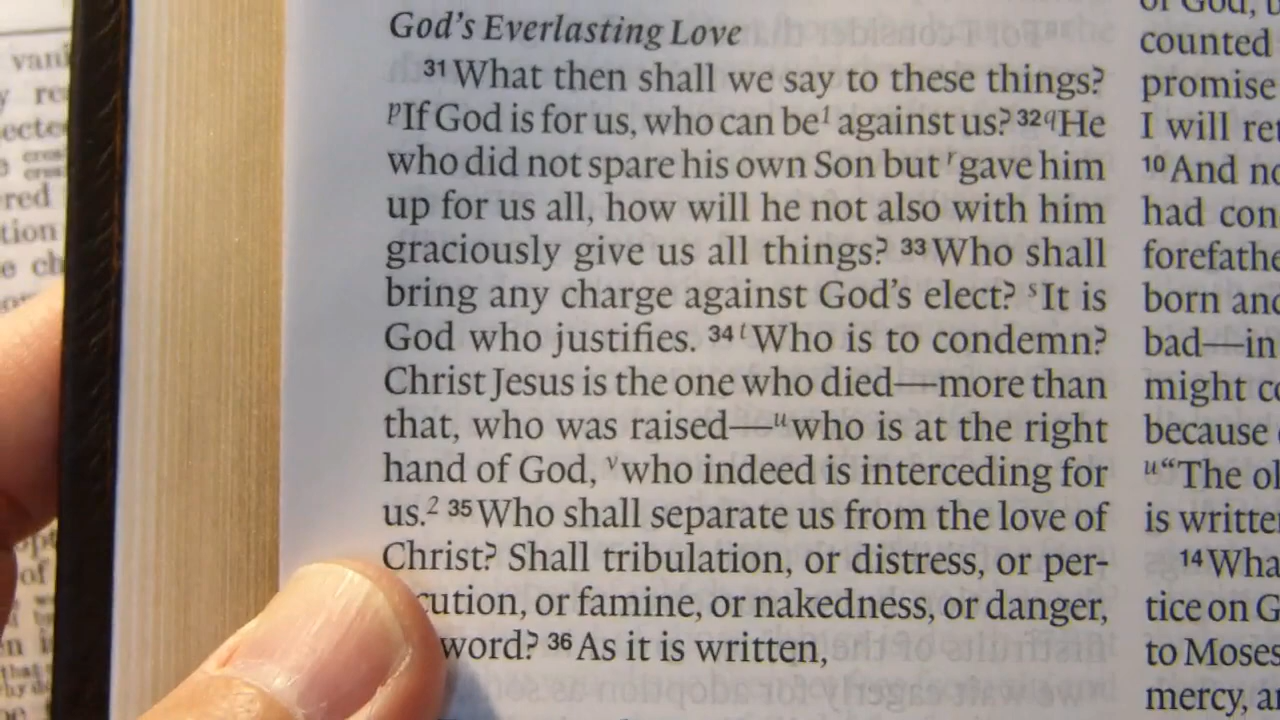 God's Everlasting Love
31 What then shall we say to these things?
p If God is for us, who can be1 against us? 32 q He
who did not spare his own Son but r gave him
up for us all, how will he not also with him
graciously give us all things? 33 Who shall
bring any charge against God's elect? s It is
God who justifies. 34 t Who is to condemn?
Christ Jesus is the one who died—more than
that, who was raised—u who is at the right
hand of God, v who indeed is interceding for
us.2 35 Who shall separate us from the love of
Christ? Shall tribulation, or distress, or per-
cution, or famine, or nakedness, or danger,
word? 36 As it is written,
counted
promise
I will
10 And
had
14
tice on G
to Moses
mercy,
born
bad—in
might
because
u “The
is